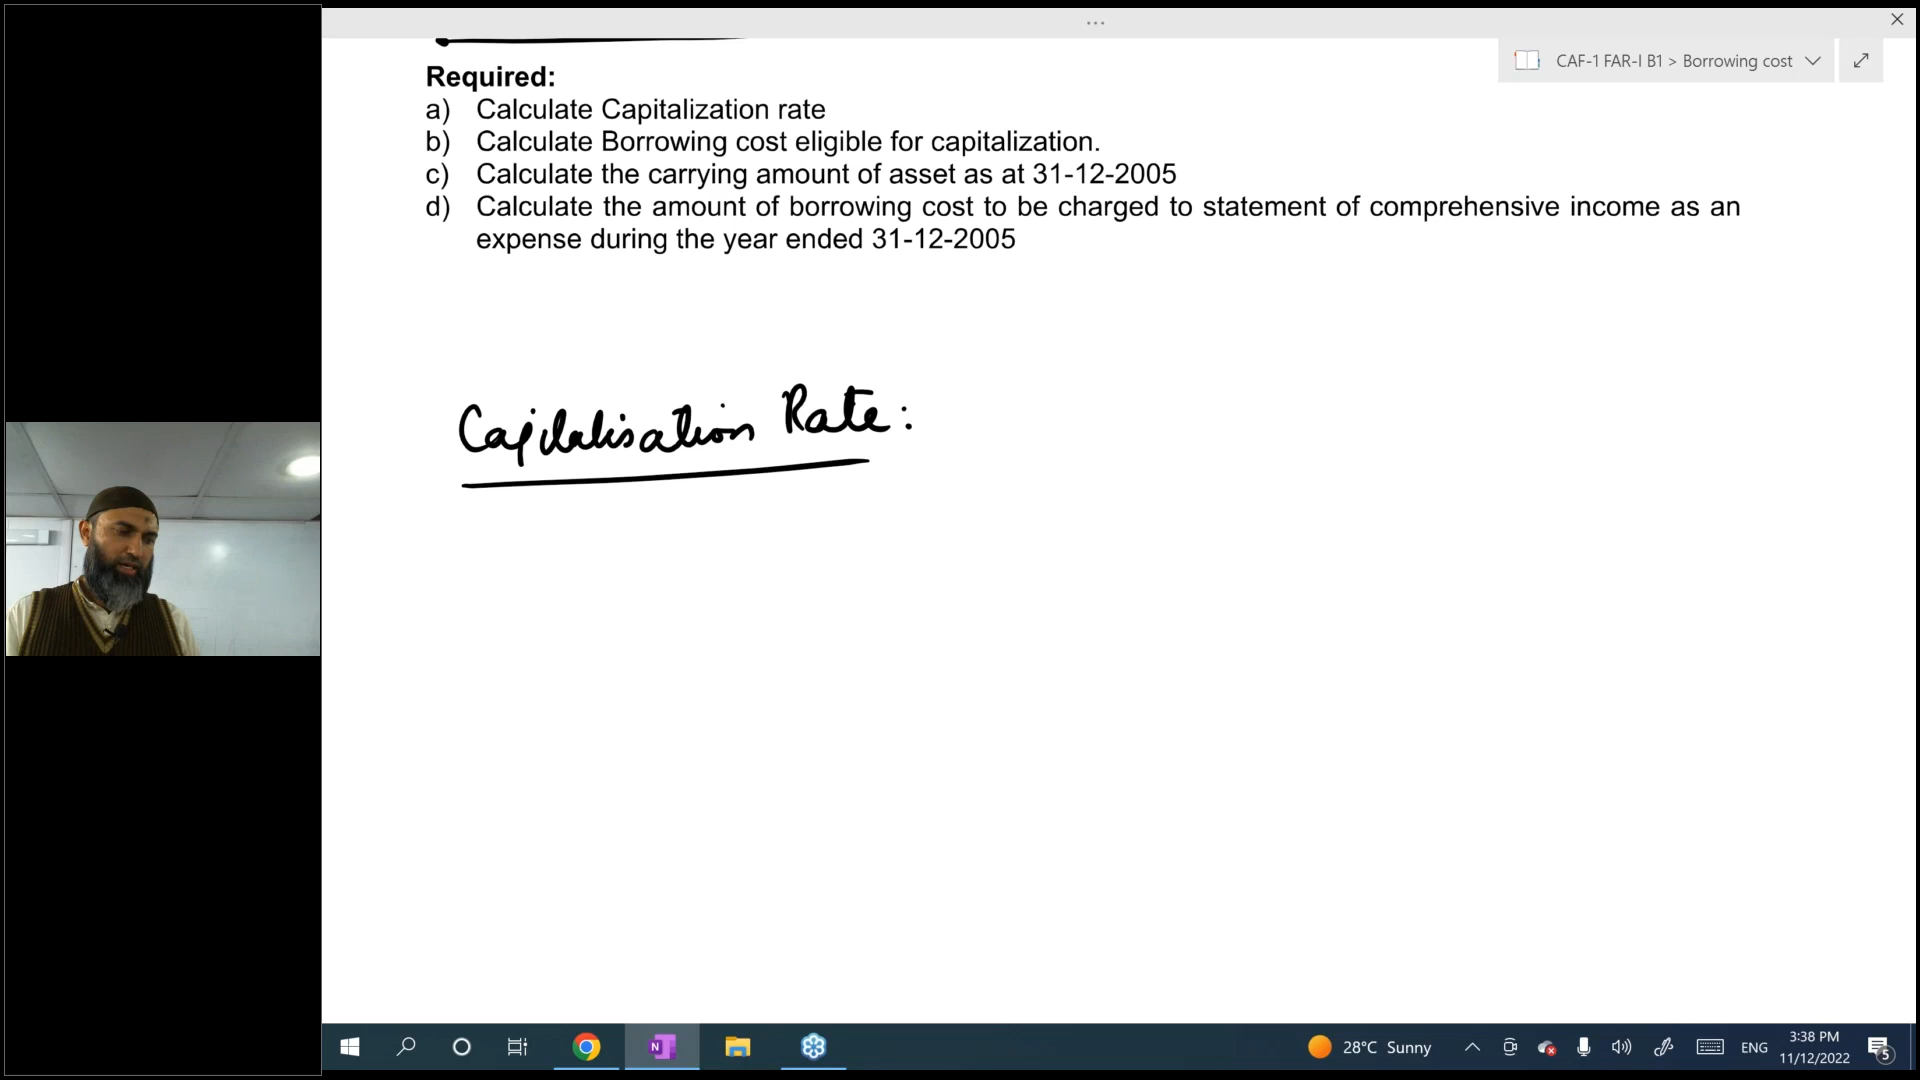 CAF-1 FAR-I B1 > Borrowing cost
Required:
a) Calculate Capitalization rate
b) Calculate Borrowing cost eligible for capitalization.
c) Calculate the carrying amount of asset as at 31-12-2005
d) Calculate the amount of borrowing cost to be charged to statement of comprehensive income as an
expense during the year ended 31-12-2005
Capitalisation Rate:
28°C Sunny
ENG
3:38 PM
11/12/2022
5